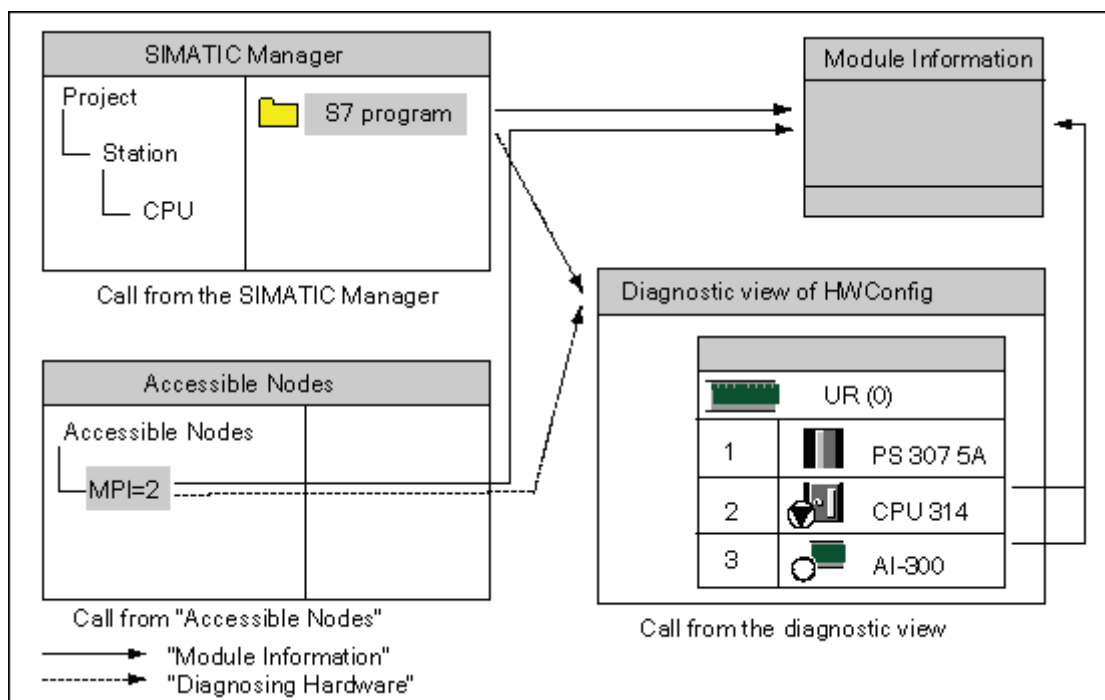 SIMATIC Manager
Project
Station
CPU
S7 program
Call from the SIMATIC Manager
Module Information
Accessible Nodes
Accessible Nodes
MPI=2
Call from "Accessible Nodes"
Diagnostic view of HWConfig
UR (0)
1 PS 307 5A
2 CPU 314
3 AI-300
Call from the diagnostic view
"Module Information"
"Diagnosing Hardware"